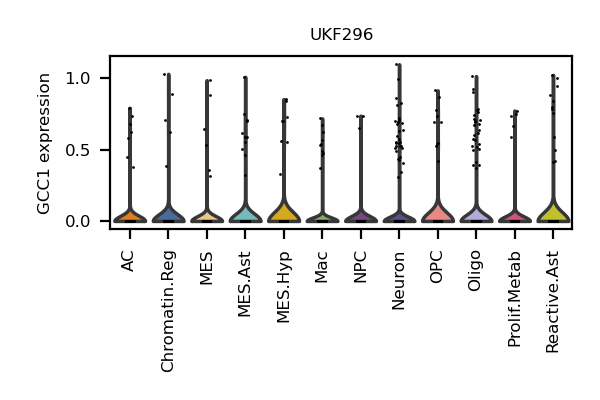 UKF296
GCC1 expression
1.0
0.5
0.0
AC
Chromatin.Reg
MES
MES.Ast
MES.Hyp
Mac
NPC
Neuron
OPC
Oligo
Prolif.Metab
Reactive.Ast